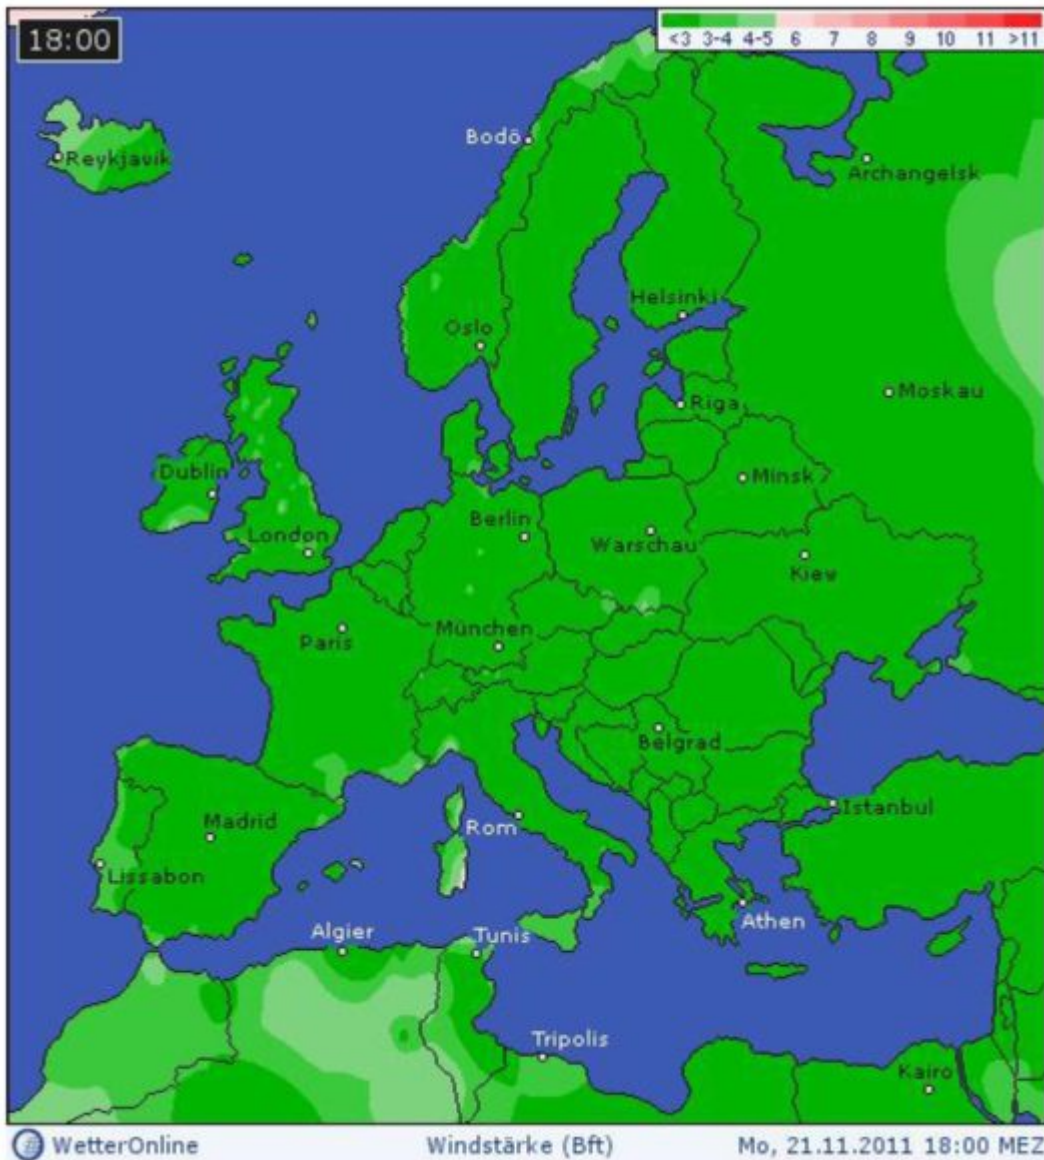 18:00
<3 3-4 4-5 6 7 8 9 10 11 >11
Reykjavik
Bodö
Archangelsk
Helsinki
Oslo
Moskau
Riga
Dublin
Minsk
Berlin
London
Warschau
Kiew
Paris
München
Belgrad
Istanbul
Madrid
Rom
Lissabon
Athen
Algier
Tunis
Tripolis
Kairo
WetterOnline Windstärke (Bft) Mo, 21.11.2011 18:00 MEZ